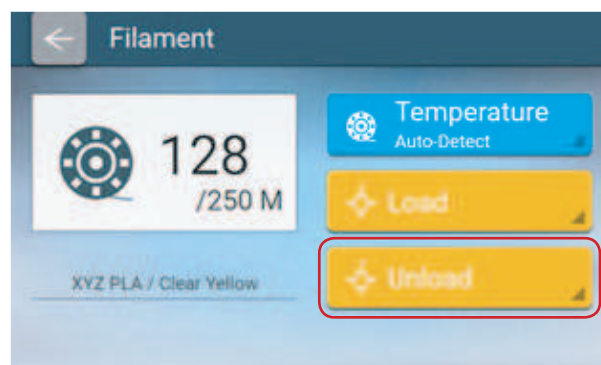 Filament
128
/250 M
XYZ PLA / Clear Yellow
Temperature
Auto-Detect
Load
Unload